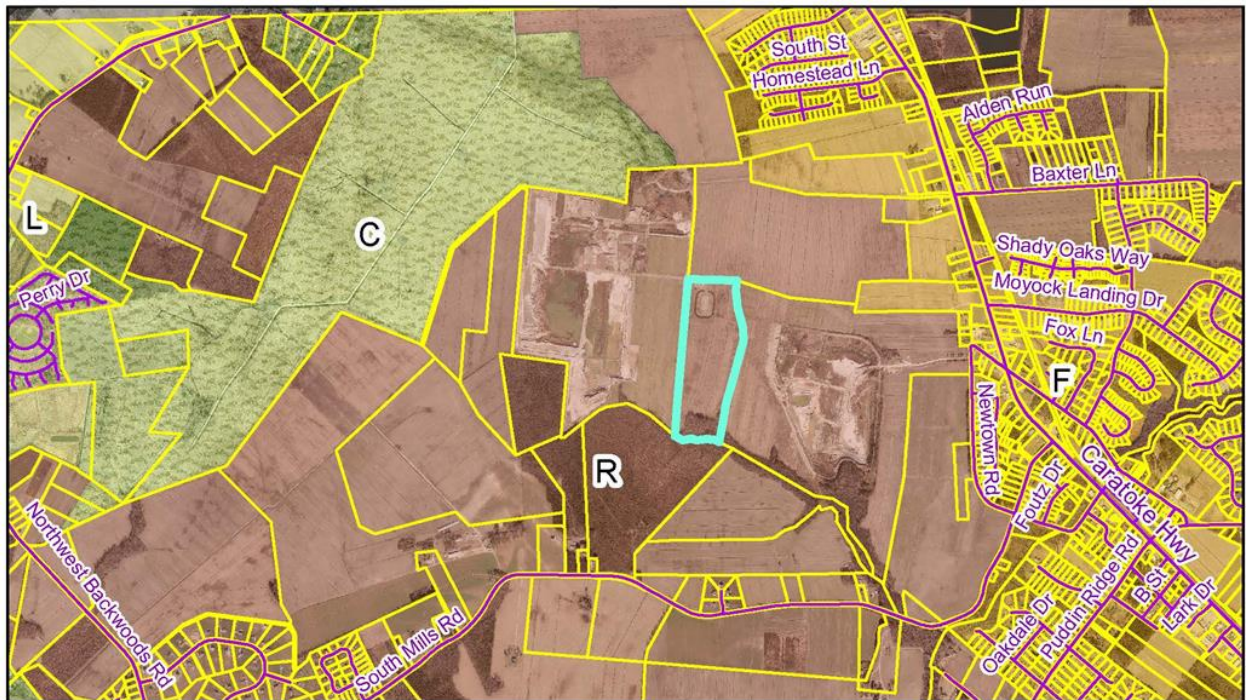 South St
Homestead Ln
Alden Run
Baxter Ln
L
C
Shady Oaks Way
Perry Dr
Moyock Landing Dr
Fox Ln
F
Newtown Rd
R
Caratoke Hwy
Foutz Dr
Northwest Backwoods Rd
Puddin Ridge Rd
B St
Lark Dr
Oakdale Dr
South Mills Rd